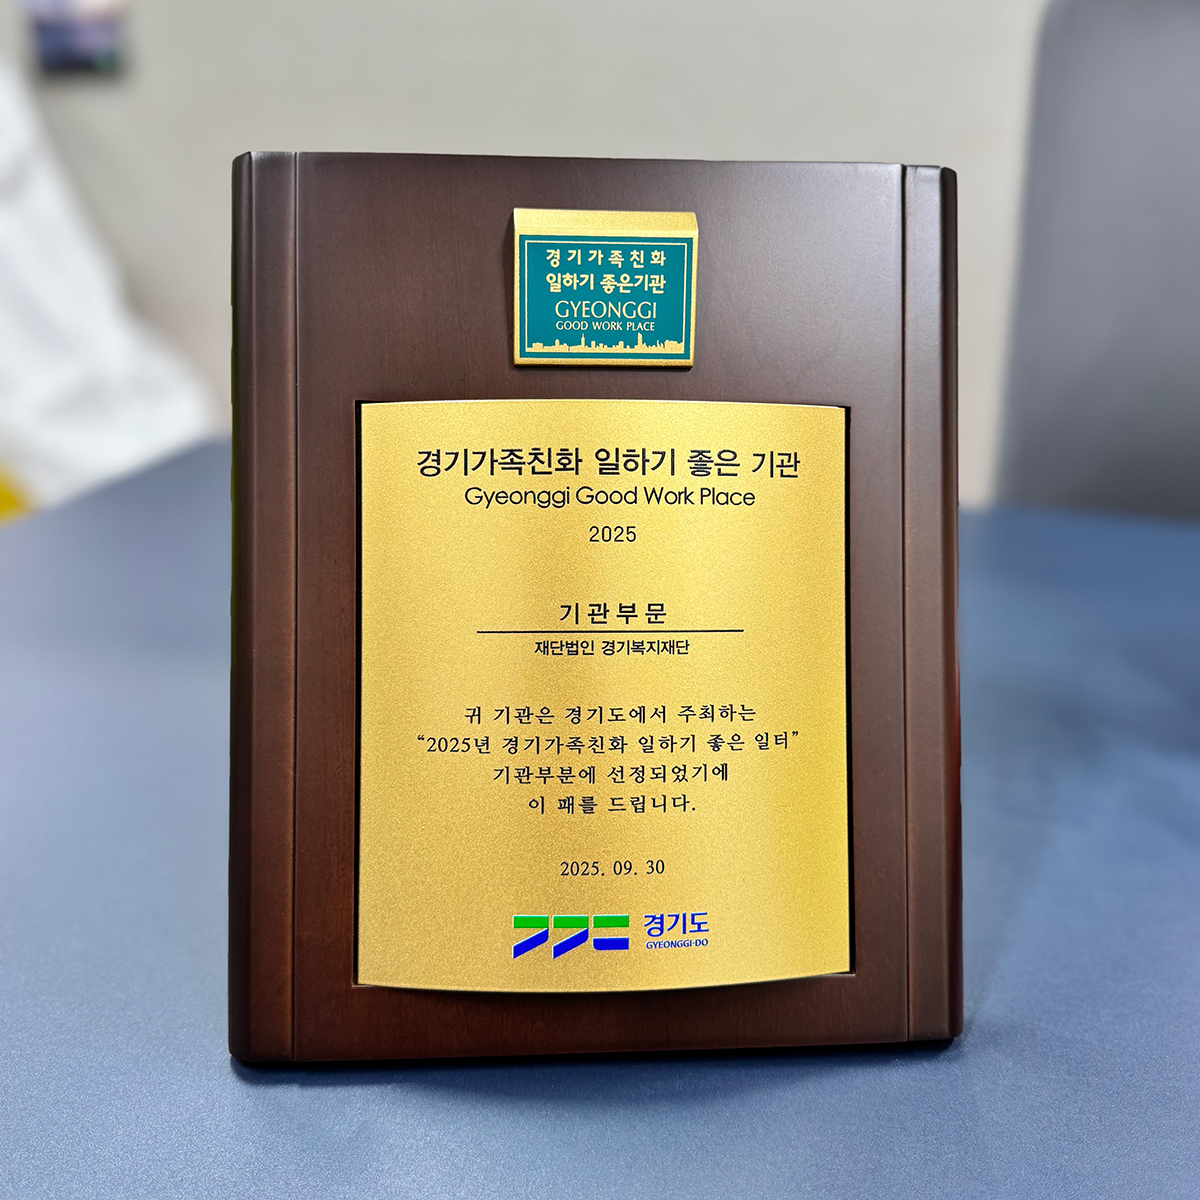 경기가족친화
일하기 좋은기관
GYEONGGI
GOOD WORK PLACE
경기가족친화 일하기 좋은 기관
Gyeonggi Good Work Place
2025
기관부문
재단법인 경기복지재단
귀 기관은 경기도에서 주최하는
“2025년 경기가족친화 일하기 좋은 일터”
기관부분에 선정되었기에
이 패를 드립니다.
2025. 09. 30
경기도
GYEONGGI-DO